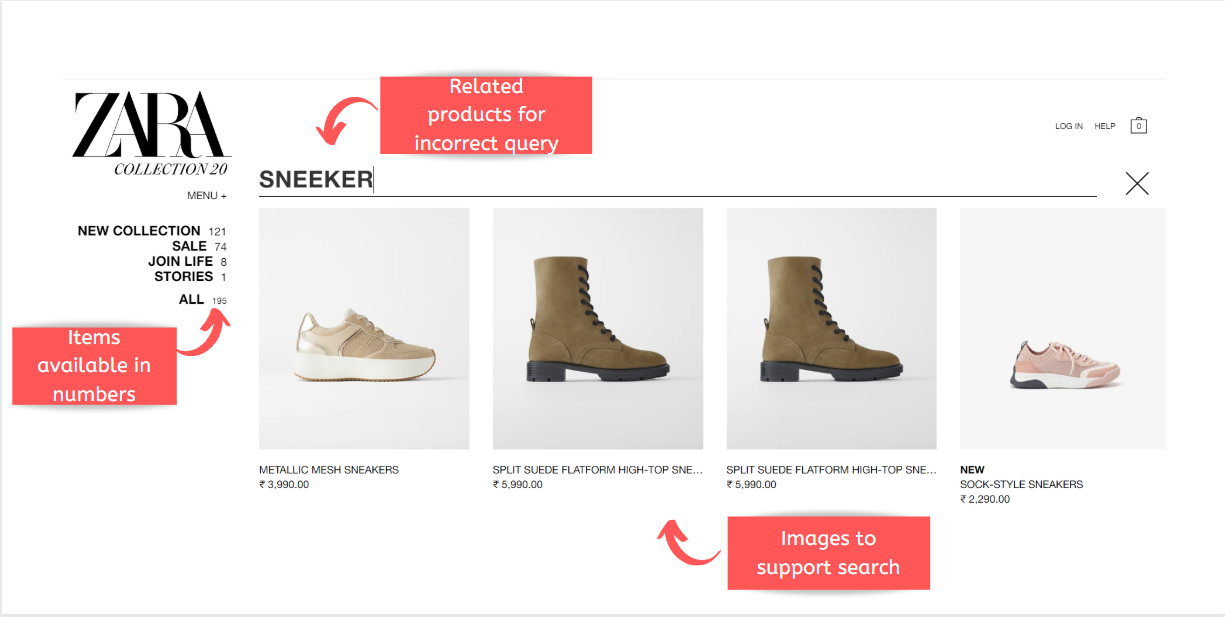 Related
products for
incorrect query
ZARA
COLLECTION 20
LOG IN HELP 0
SNEEKER
MENU +
NEW COLLECTION 121
SALE 74
JOIN LIFE 8
STORIES 1
ALL 195
Items
available in
numbers
METALLIC MESH SNEAKERS
₹ 3,990.00
SPLIT SUEDE FLATFORM HIGH-TOP SNE...
₹ 5,990.00
SPLIT SUEDE FLATFORM HIGH-TOP SNE...
₹ 5,990.00
NEW
SOCK-STYLE SNEAKERS
₹ 2,290.00
Images to
support search